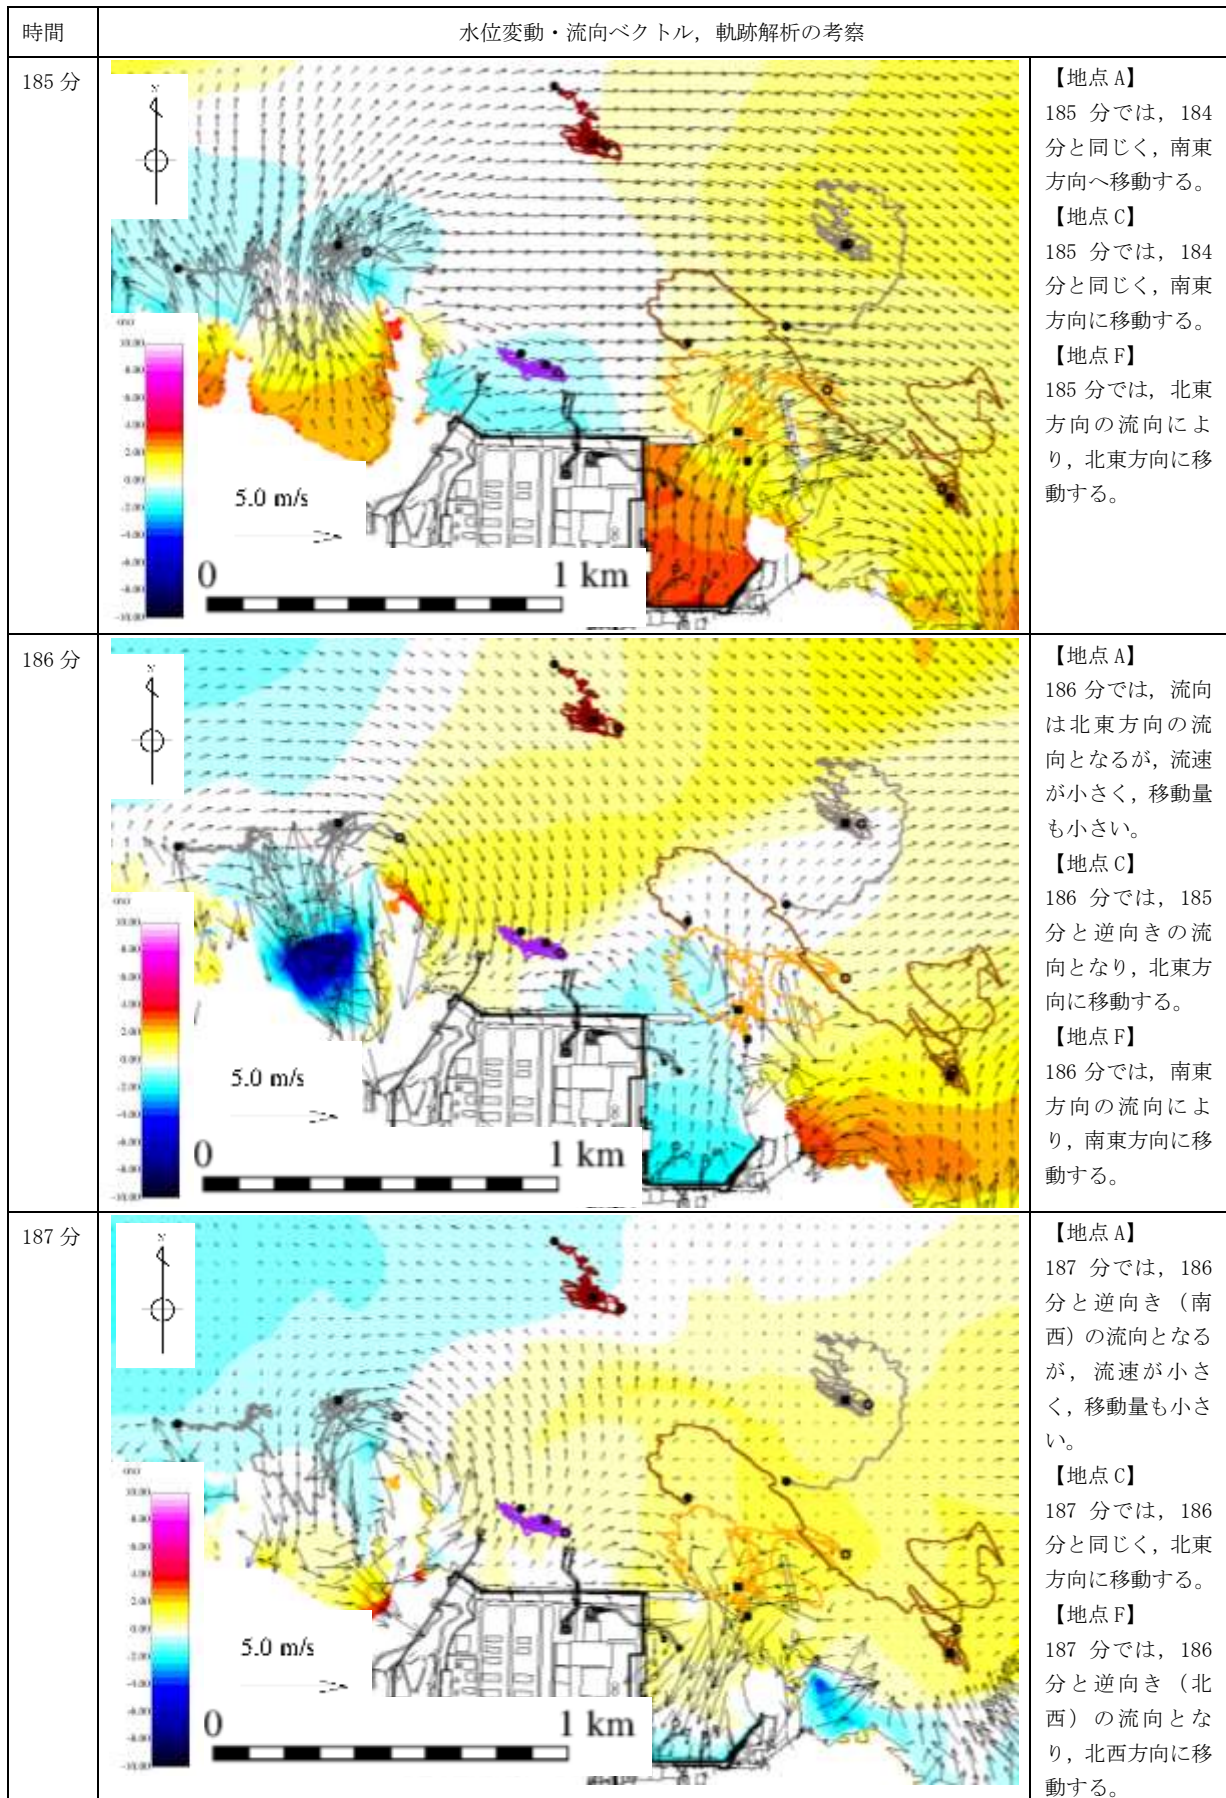 時間
水位変動・流向ベクトル，軌跡解析の考察
185 分
5.0 m/s
0
1 km
【地点 A】
185 分では，184
分と同じく，南東
方向へ移動する。
【地点 C】
185 分では，184
分と同じく，南東
方向に移動する。
【地点 F】
185 分では，北東
方向の流向によ
り，北東方向に移
動する。
186 分
5.0 m/s
0
1 km
【地点 A】
186 分では，流向
は北東方向の流
向となるが，流速
が小さく，移動量
も小さい。
【地点 C】
186 分では，185
分と逆向きの流
向となり，北東方
向に移動する。
【地点 F】
186 分では，南東
方向の流向によ
り，南東方向に移
動する。
187 分
5.0 m/s
0
1 km
【地点 A】
187 分では，186
分と逆向き（南
西）の流向となる
が，流速が小さ
く，移動量も小さ
い。
【地点 C】
187 分では，186
分と同じく，北東
方向に移動する。
【地点 F】
187 分では，186
分と逆向き（北
西）の流向とな
り，北西方向に移
動する。